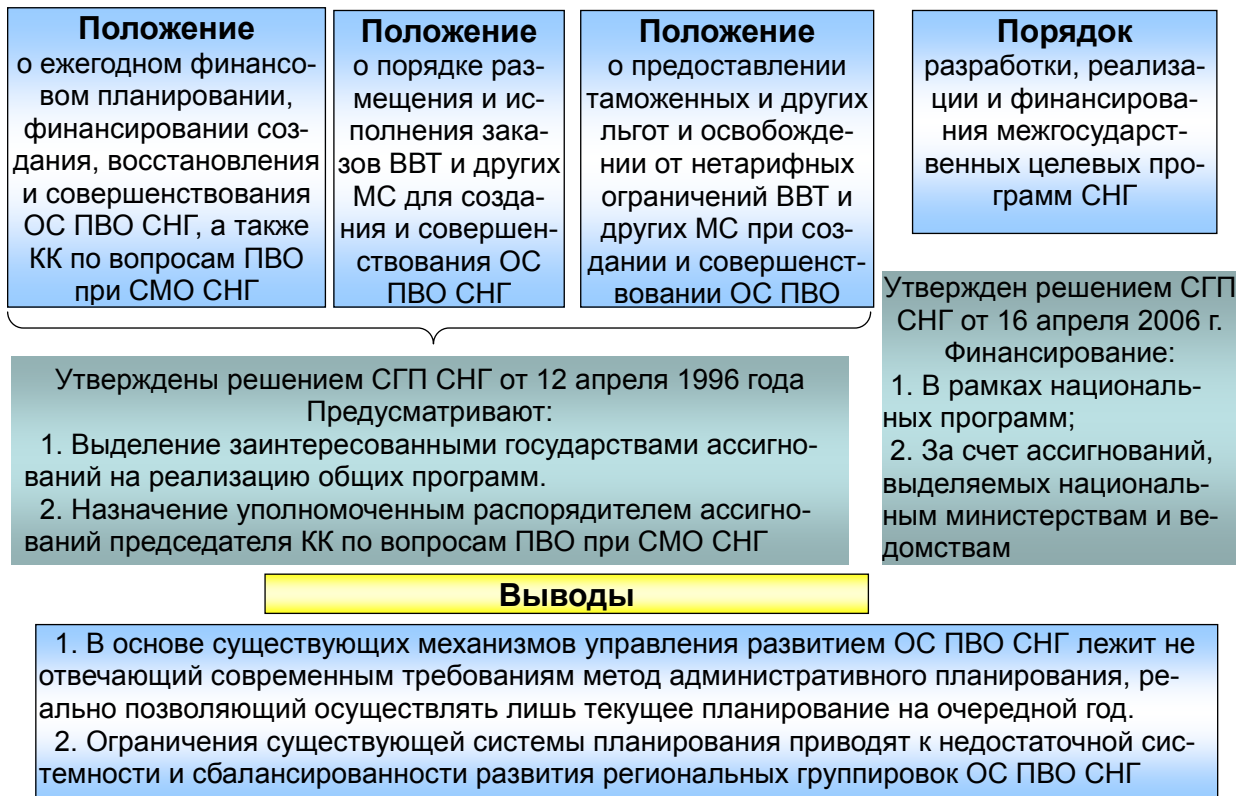 Положение
о ежегодном финансо-
вом планировании,
финансировании соз-
дания, восстановления
и совершенствования
ОС ПВО СНГ, а также
КК по вопросам ПВО
при СМО СНГ
Положение
о порядке раз-
мещения и ис-
полнения зака-
зов ВВТ и других
МС для созда-
ния и совершен-
ствования ОС
ПВО СНГ
Положение
о предоставлении
таможенных и других
льгот и освобожде-
нии от нетарифных
ограничений ВВТ и
других МС при соз-
дании и совершенст-
вовании ОС ПВО
Порядок
разработки, реализа-
ции и финансирова-
ния межгосударст-
венных целевых про-
грамм СНГ
Утверждены решением СГП СНГ от 12 апреля 1996 года
Предусматривают:
1. Выделение заинтересованными государствами ассигно-
ваний на реализацию общих программ.
2. Назначение уполномоченным распорядителем ассигно-
ваний председателя КК по вопросам ПВО при СМО СНГ
Утвержден решением СГП
СНГ от 16 апреля 2006 г.
Финансирование:
1. В рамках националь-
ных программ;
2. За счет ассигнований,
выделяемых националь-
ным министерствам и ве-
домствам
Выводы
1. В основе существующих механизмов управления развитием ОС ПВО СНГ лежит не
отвечающий современным требованиям метод административного планирования, ре-
ально позволяющий осуществлять лишь текущее планирование на очередной год.
2. Ограничения существующей системы планирования приводят к недостаточной сис-
темности и сбалансированности развития региональных группировок ОС ПВО СНГ